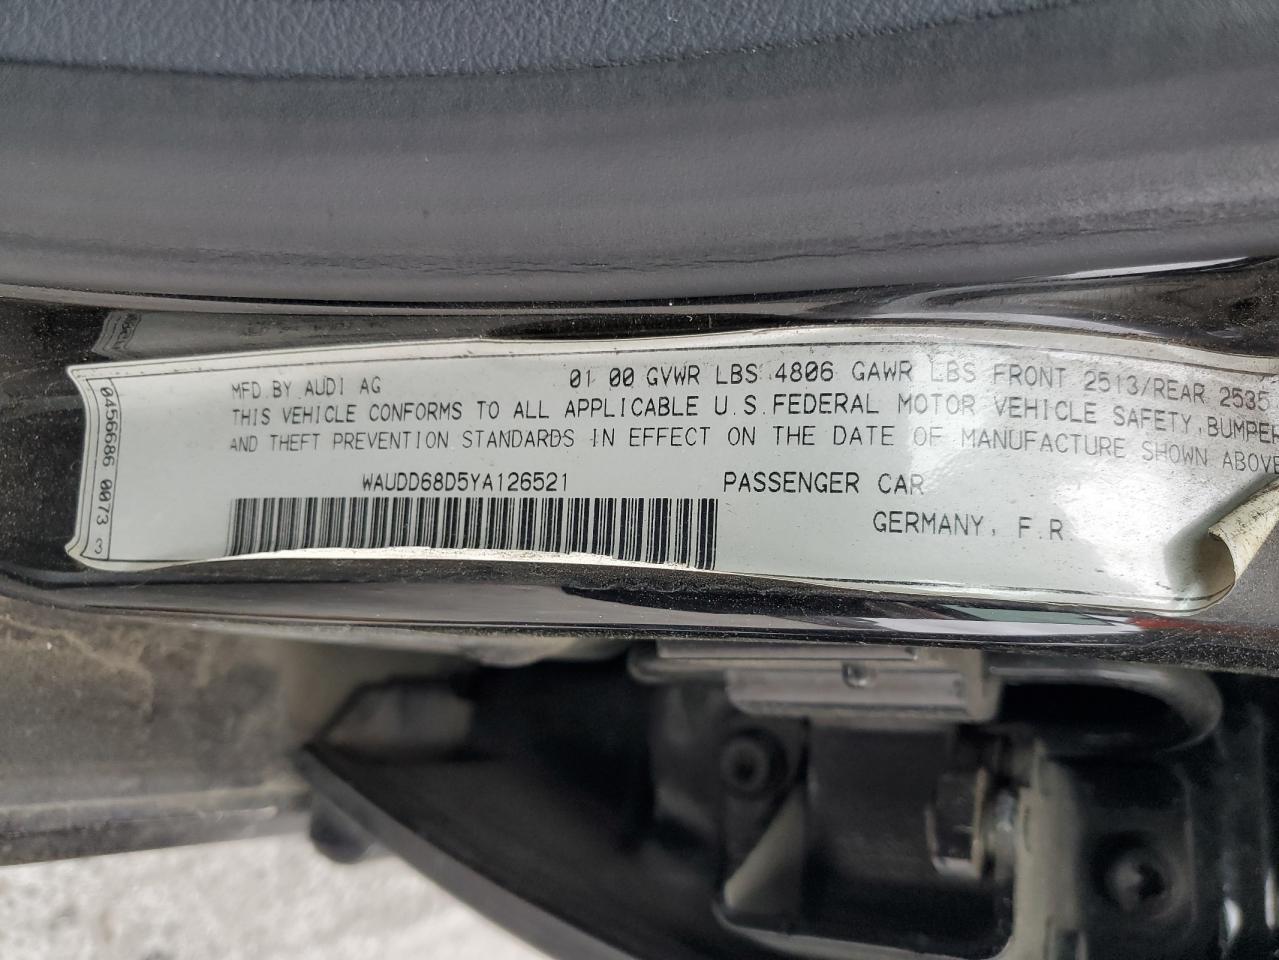 MFD.BY AUDI AG 01 00 GVWR LBS 4806 GAWR LBS FRONT 2513/REAR 2535
THIS VEHICLE CONFORMS TO ALL APPLICABLE U.S.FEDERAL MOTOR VEHICLE SAFETY,BUMPER
AND THEFT PREVENTION STANDARDS IN EFFECT ON THE DATE OF MANUFACTURE SHOWN ABOVE
WAUDD68D5YA126521 PASSENGER CAR
GERMANY, F.R
04566686 0073 3